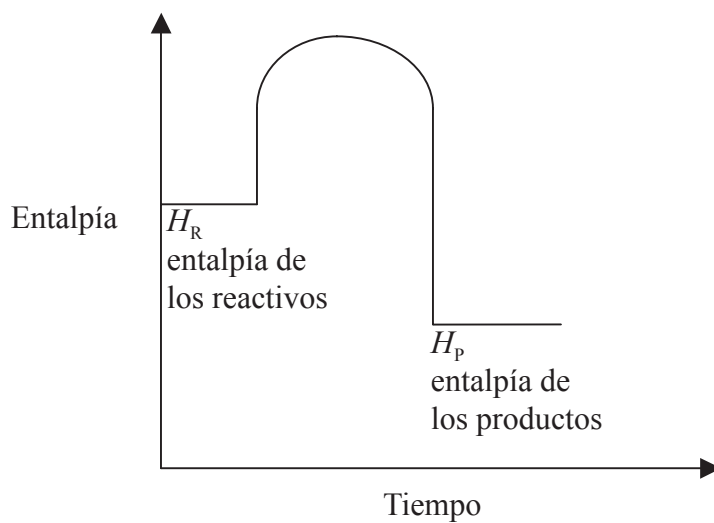 Entalpía
H_R
entalpía de
los reactivos
H_P
entalpía de
los productos
Tiempo